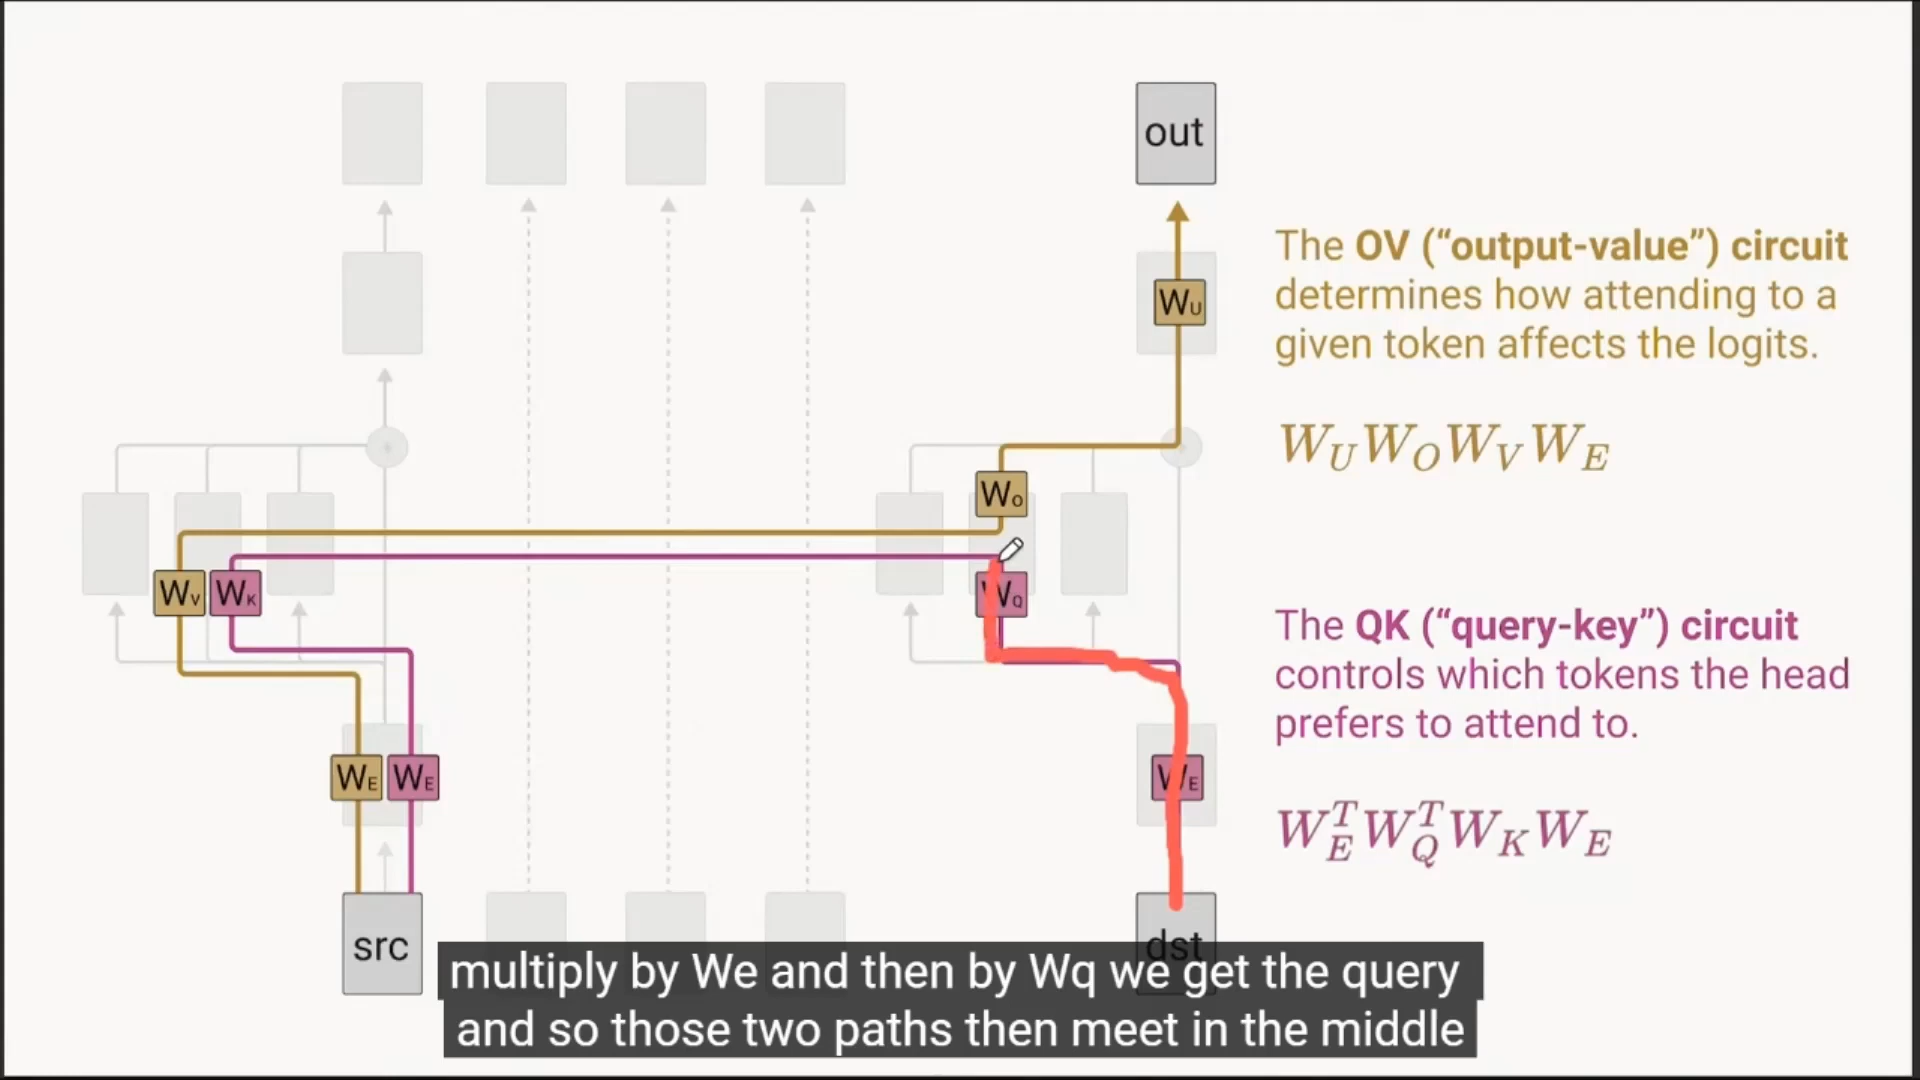 out
W_U
The OV (“output-value”) circuit
determines how attending to a
given token affects the logits.
W_U W_O W_V W_E
W_O
W_V W_K
W_Q
The QK (“query-key”) circuit
controls which tokens the head
prefers to attend to.
W_E W_E
W_E
W_E^T W_Q^T W_K W_E
src
dst
multiply by We and then by Wq we get the query
and so those two paths then meet in the middle